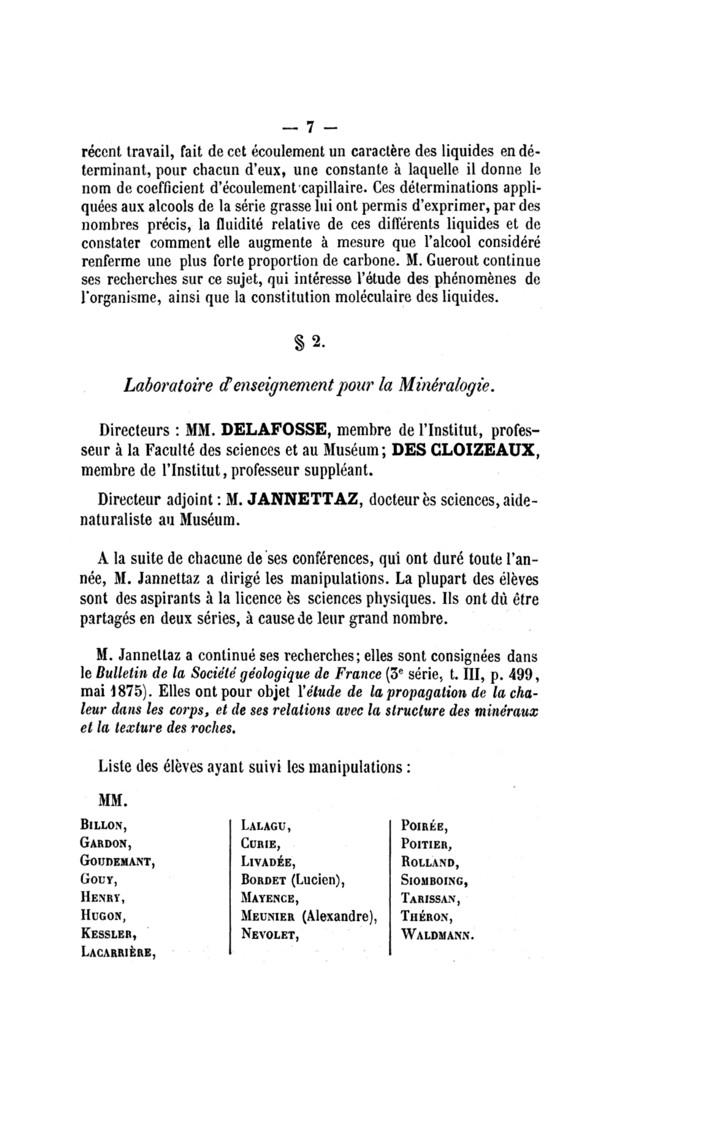 — 7 —
récent travail, fait de cet écoulement un caractère des liquides en dé-
terminant, pour chacun d'eux, une constante à laquelle il donne le
nom de coefficient d'écoulement capillaire. Ces déterminations appli-
quées aux alcools de la série grasse lui ont permis d'exprimer, par des
nombres précis, la fluidité relative de ces différents liquides et de
constater comment elle augmente à mesure que l'alcool considéré
renferme une plus forte proportion de carbone. M. Guerout continue
ses recherches sur ce sujet, qui intéresse l'étude des phénomènes de
l'organisme, ainsi que la constitution moléculaire des liquides.
§ 2.
Laboratoire d'enseignement pour la Minéralogie.
Directeurs : MM. DELAFOSSE, membre de l'Institut, profes-
seur à la Faculté des sciences et au Muséum; DES CLOIZEAUX,
membre de l'Institut, professeur suppléant.
Directeur adjoint : M. JANNETTAZ, docteur ès sciences, aide-
naturaliste au Muséum.
A la suite de chacune de ses conférences, qui ont duré toute l'an-
née, M. Jannettaz a dirigé les manipulations. La plupart des élèves
sont des aspirants à la licence ès sciences physiques. Ils ont dû être
partagés en deux séries, à cause de leur grand nombre.
M. Jannettaz a continué ses recherches; elles sont consignées dans
le Bulletin de la Société géologique de France (3e série, t. III, p. 499,
mai 1875). Elles ont pour objet l'étude de la propagation de la cha-
leur dans les corps, et de ses relations avec la structure des minéraux
et la texture des roches.
Liste des élèves ayant suivi les manipulations :
MM.
BILLON,
GARDON,
GOUDEMANT,
GOUY,
HENRY,
HUGON,
KESSLER,
LACARRIÈRE,
LALAGU,
CURIE,
LIVADÉE,
BORDET (Lucien),
MAYENCE,
MEUNIER (Alexandre),
NEVOLET,
POIRÉE,
POITIER,
ROLLAND,
SIOMBOING,
TARISSAN,
THÉRON,
WALDMANN.